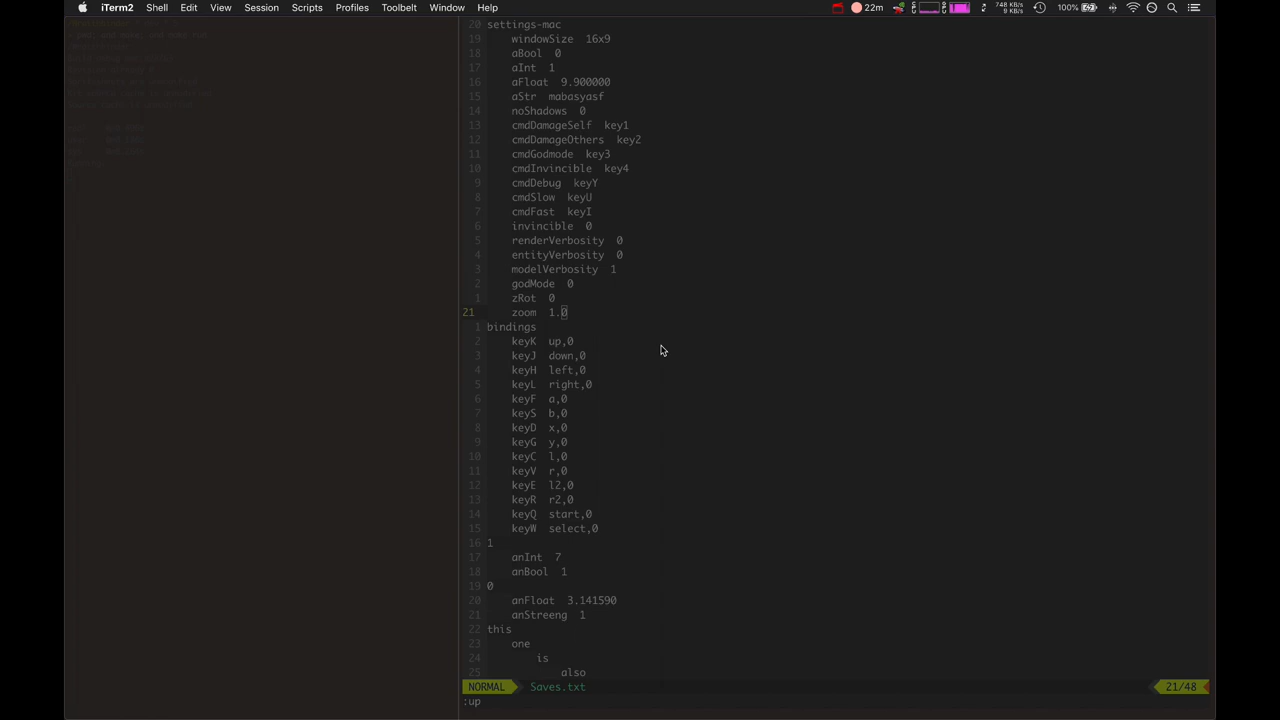 iTerm2 Shell Edit View Session Scripts Profiles Toolbelt Window Help 22m 748 KB/s 9 KB/s 100%
20 settings-mac
19 windowSize 16x9
18 aBool 0
17 aInt 1
16 aFloat 9.900000
15 aStr mabasyasf
14 noShadows 0
13 cmdDamageSelf key1
12 cmdDamageOthers key2
11 cmdGodmode key3
10 cmdInvincible key4
9 cmdDebug keyY
8 cmdSlow keyU
7 cmdFast keyI
6 invincible 0
5 renderVerbosity 0
4 entityVerbosity 0
3 modelVerbosity 1
2 godMode 0
1 zRot 0
21 zoom 1.0
1 bindings
2 keyK up,0
3 keyJ down,0
4 keyH left,0
5 keyL right,0
6 keyF a,0
7 keyS b,0
8 keyD x,0
9 keyG y,0
10 keyC l,0
11 keyV r,0
12 keyE l2,0
13 keyR r2,0
14 keyQ start,0
15 keyW select,0
16 1
17 anInt 7
18 anBool 1
19 0
20 anFloat 3.141590
21 anStreeng 1
22 this
23 one
24 is
25 also
NORMAL Saves.txt 21/48
:up